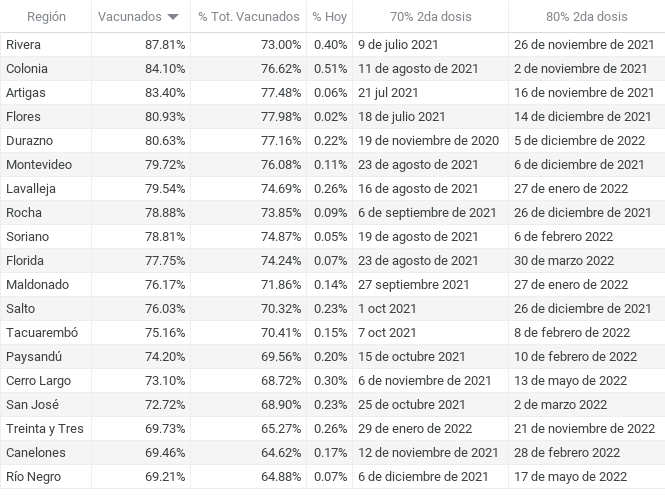 Región Vacunados % Tot. Vacunados % Hoy 70% 2da dosis 80% 2da dosis
Rivera 87.81% 73.00% 0.40% 9 de julio 2021 26 de noviembre de 2021
Colonia 84.10% 76.62% 0.51% 11 de agosto de 2021 2 de noviembre de 2021
Artigas 83.40% 77.48% 0.06% 21 jul 2021 16 de noviembre de 2021
Flores 80.93% 77.98% 0.02% 18 de julio 2021 14 de diciembre de 2021
Durazno 80.63% 77.16% 0.22% 19 de noviembre de 2020 5 de diciembre de 2022
Montevideo 79.72% 76.08% 0.11% 23 de agosto de 2021 6 de diciembre de 2021
Lavalleja 79.54% 74.69% 0.26% 16 de agosto de 2021 27 de enero de 2022
Rocha 78.88% 73.85% 0.09% 6 de septiembre de 2021 26 de diciembre de 2021
Soriano 78.81% 74.87% 0.05% 19 de agosto de 2021 6 de febrero 2022
Florida 77.75% 74.24% 0.07% 23 de agosto de 2021 30 de marzo 2022
Maldonado 76.17% 71.86% 0.14% 27 septiembre 2021 27 de enero de 2022
Salto 76.03% 70.32% 0.23% 1 oct 2021 26 de diciembre de 2021
Tacuarembó 75.16% 70.41% 0.15% 7 oct 2021 8 de febrero de 2022
Paysandú 74.20% 69.56% 0.20% 15 de octubre 2021 10 de febrero de 2022
Cerro Largo 73.10% 68.72% 0.30% 6 de noviembre de 2021 13 de mayo de 2022
San José 72.72% 68.90% 0.23% 25 de octubre 2021 2 de marzo 2022
Treinta y Tres 69.73% 65.27% 0.26% 29 de enero de 2022 21 de noviembre de 2022
Canelones 69.46% 64.62% 0.17% 12 de noviembre de 2021 28 de febrero 2022
Río Negro 69.21% 64.88% 0.07% 6 de diciembre de 2021 17 de mayo de 2022